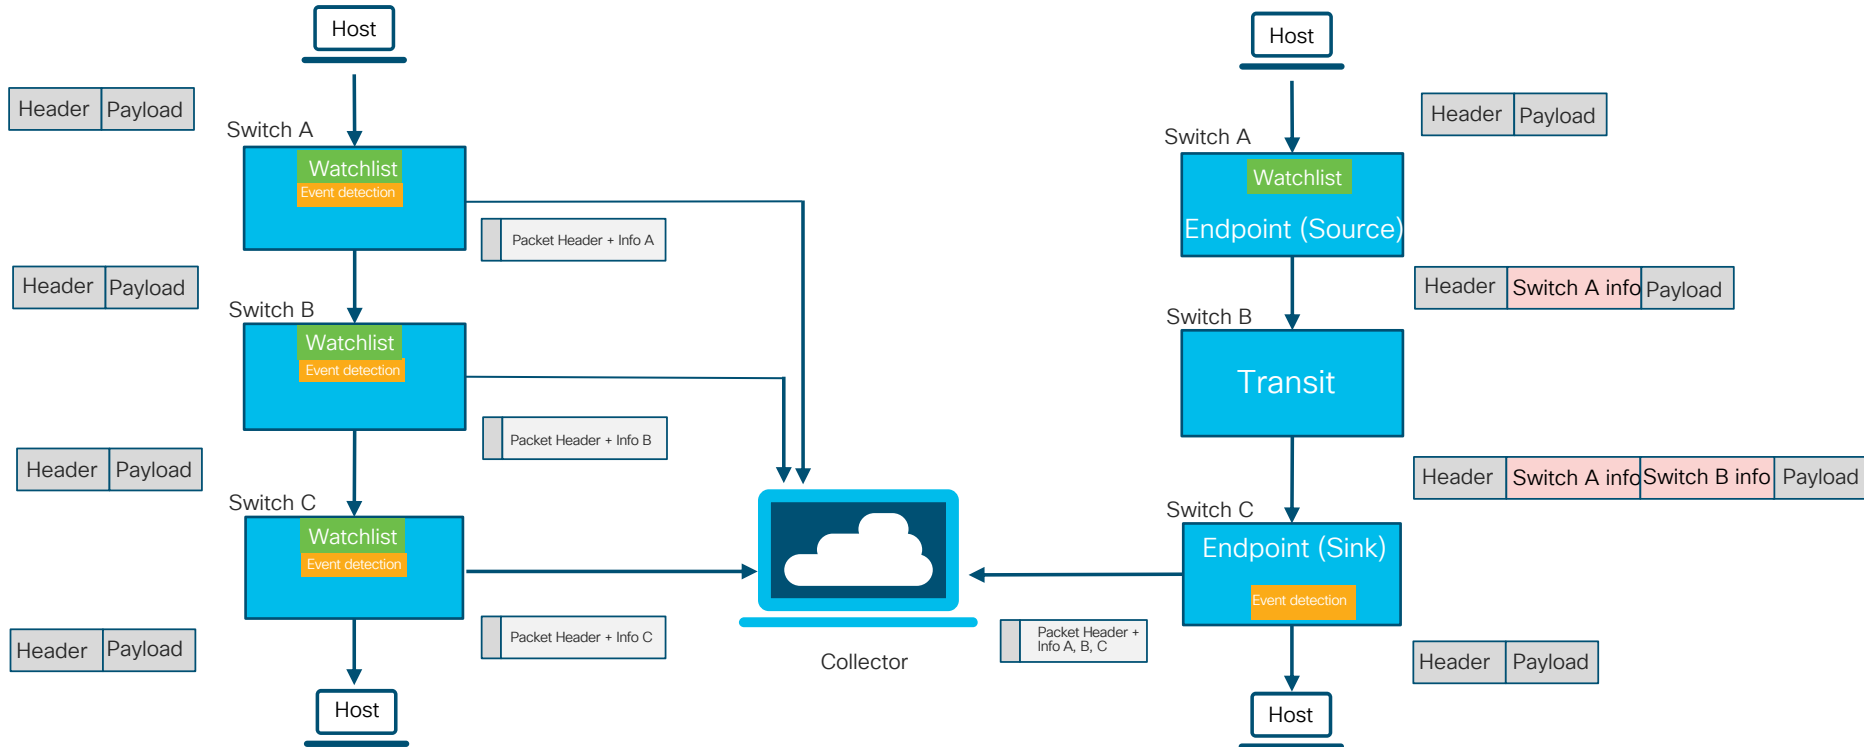 Host
Header Payload
Switch A
Watchlist
Event detection
Packet Header + Info A
Header Payload
Switch B
Watchlist
Event detection
Packet Header + Info B
Header Payload
Switch C
Watchlist
Event detection
Packet Header + Info C
Header Payload
Host
Collector
Host
Header Payload
Switch A
Watchlist
Endpoint (Source)
Header Switch A info Payload
Switch B
Transit
Header Switch A info Switch B info Payload
Switch C
Endpoint (Sink)
Event detection
Packet Header +
Info A, B, C
Header Payload
Host